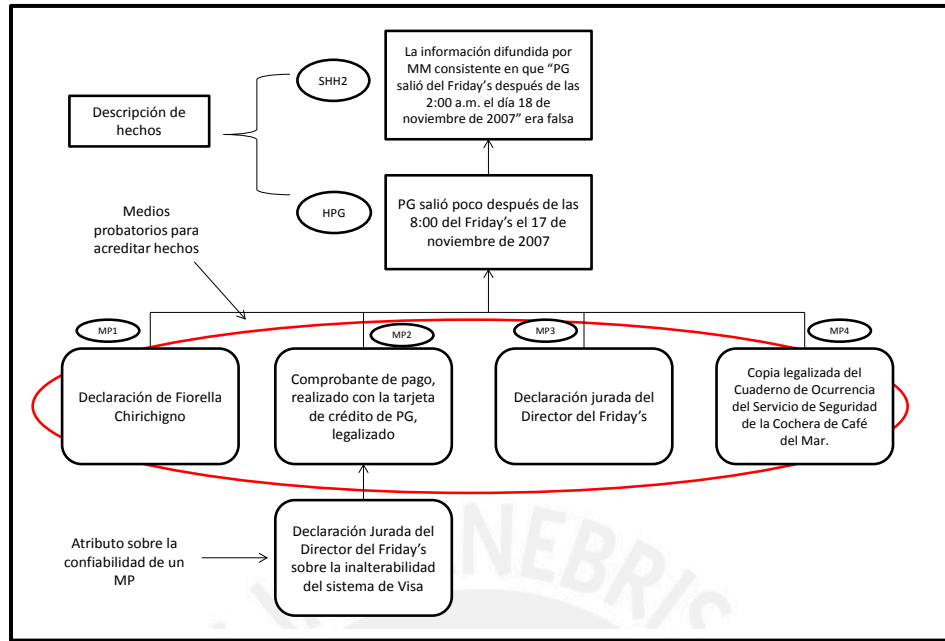 La información difundida por
MM consistente en que “PG
salió del Friday’s después de
las 2:00 a.m. el día 18 de
noviembre de 2007” era falsa
SHH2
Descripción de
hechos
HPG
PG salió poco después de las
8:00 del Friday’s el 17 de
noviembre de 2007
Medios
probatorios para
acreditar hechos
MP1
MP2
MP3
MP4
Declaración de Fiorella
Chirichigno
Comprobante de pago,
realizado con la tarjeta
de crédito de PG,
legalizado
Declaración jurada del
Director del Friday’s
Copia legalizada del
Cuaderno de Ocurrencia
del Servicio de Seguridad
de la Cochera de Café
del Mar.
Atributo sobre la
confiabilidad de un
MP
Declaración Jurada del
Director del Friday’s
sobre la inalterabilidad
del sistema de Visa